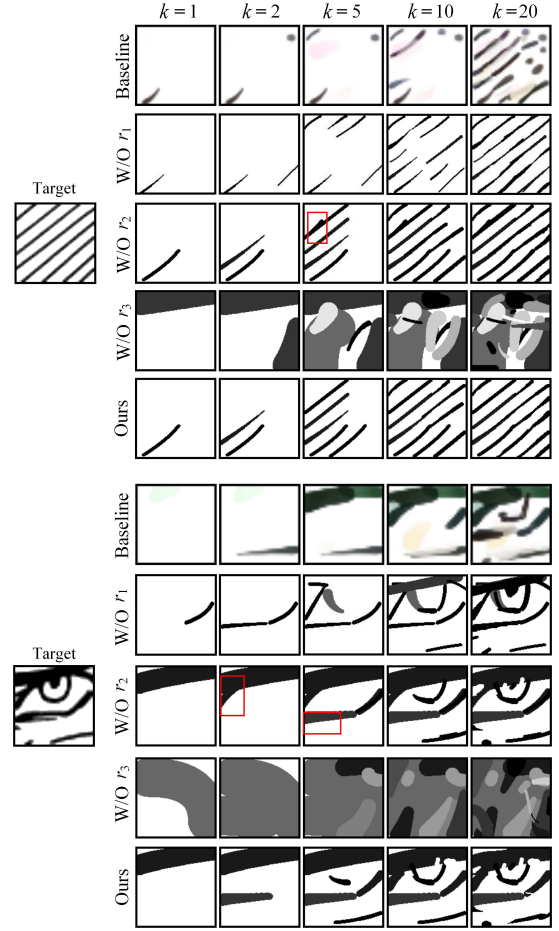 k = 1 k = 2 k = 5 k = 10 k = 20
Baseline
W/O r₁
Target
W/O r₂
W/O r₃
Ours
Baseline
W/O r₁
Target
W/O r₂
W/O r₃
Ours